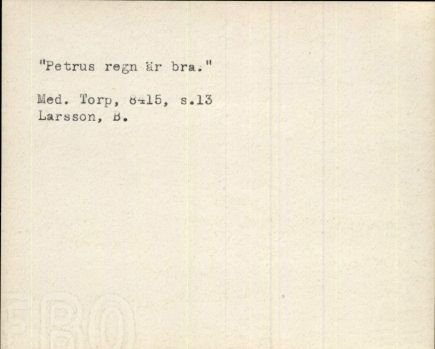 "Petrus regn är bra."
Med. Torp, 8415, s.13
Larsson, B.